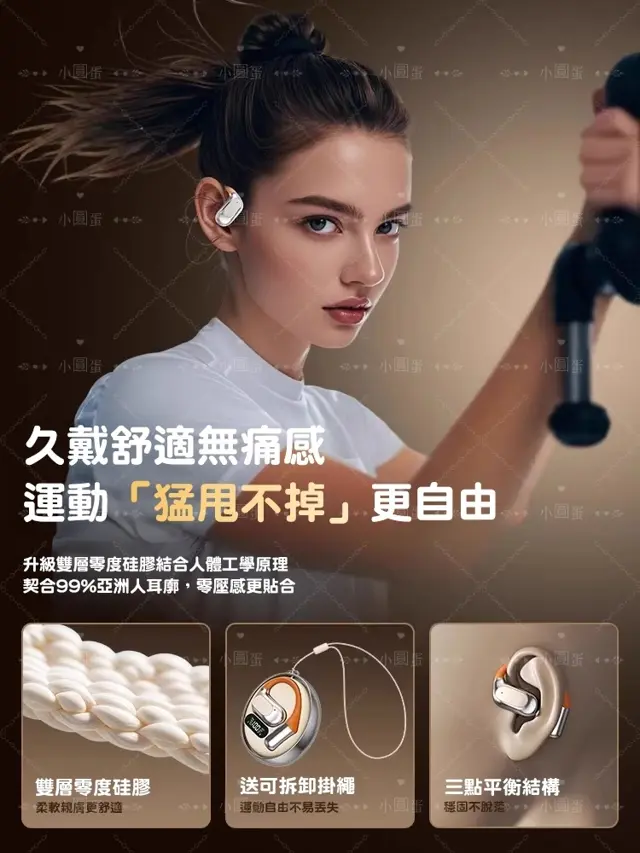 久戴舒適無痛感
運動「猛甩不掉」更自由
升級雙層零度硅膠結合人體工學原理
契合99%亞洲人耳廓，零壓感更貼合
雙層零度硅膠
柔軟親膚更舒適
送可拆卸掛繩
運動自由不易丟失
三點平衡結構
穩固不脫落
小圓蛋